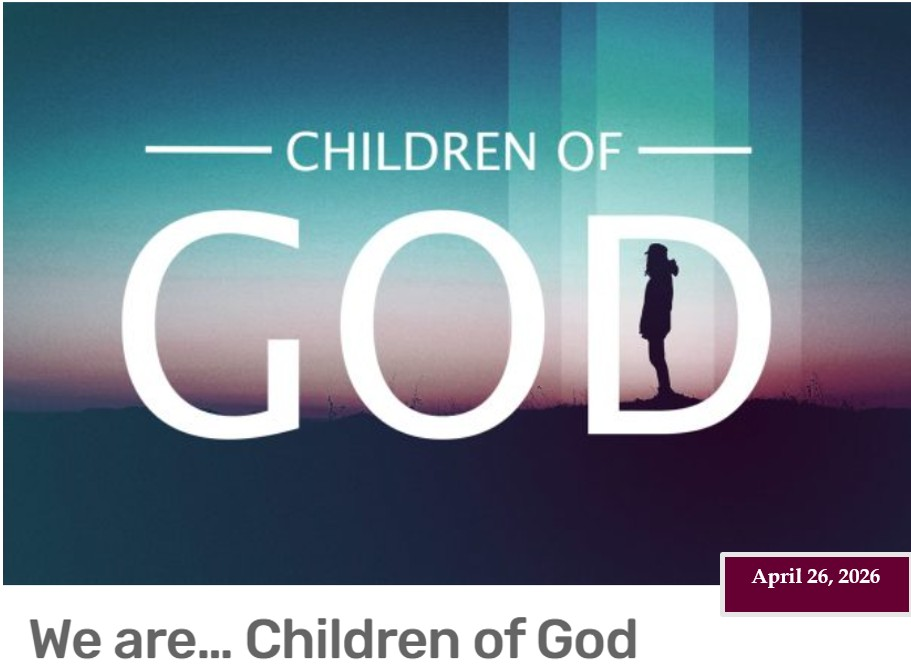 CHILDREN OF
GOD
April 26, 2026
We are... Children of God